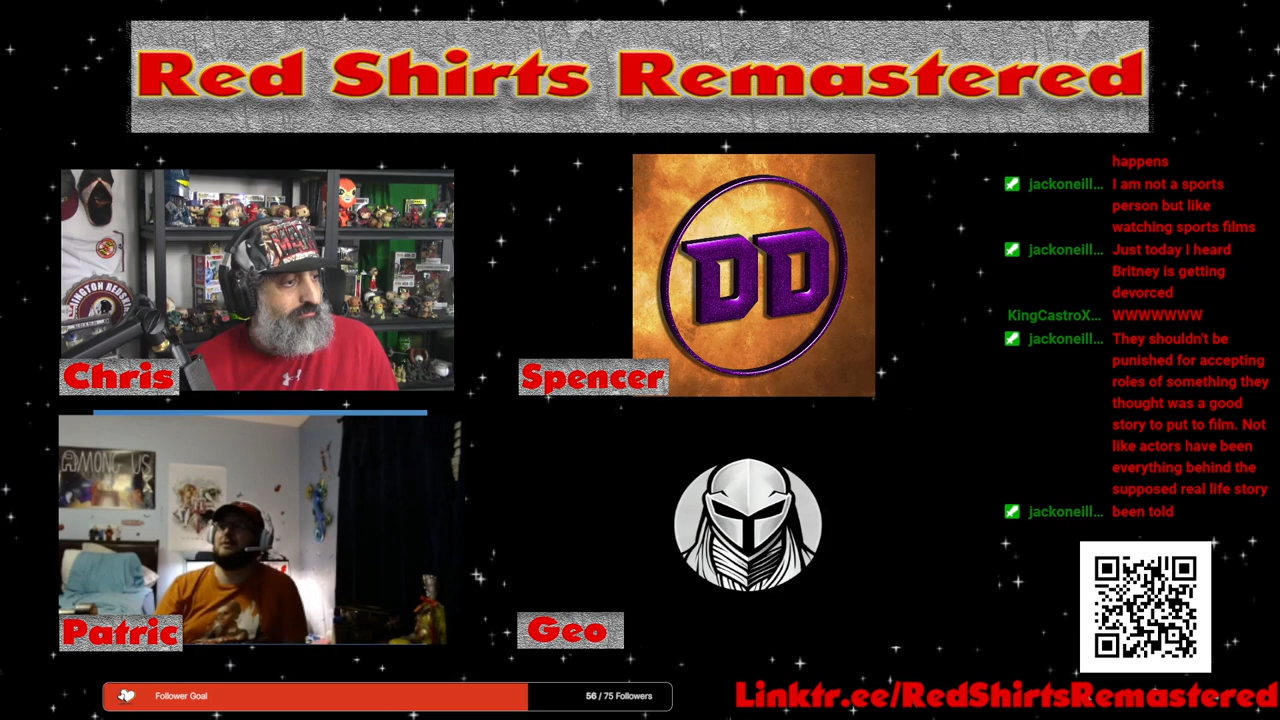 Red Shirts Remastered
happens
jackoneill... I am not a sports
person but like
watching sports films
jackoneill... Just today I heard
Britney is getting
devorced
KingCastroX... WWWWWWW
jackoneill... They shouldn't be
punished for accepting
roles of something they
thought was a good
story to put to film. Not
like actors have been
everything behind the
supposed real life story
jackoneill... been told
DD
Chris
Spencer
AMONG US
Patric
Geo
Follower Goal
56 / 75 Followers
Linktr.ee/RedShirtsRemastered